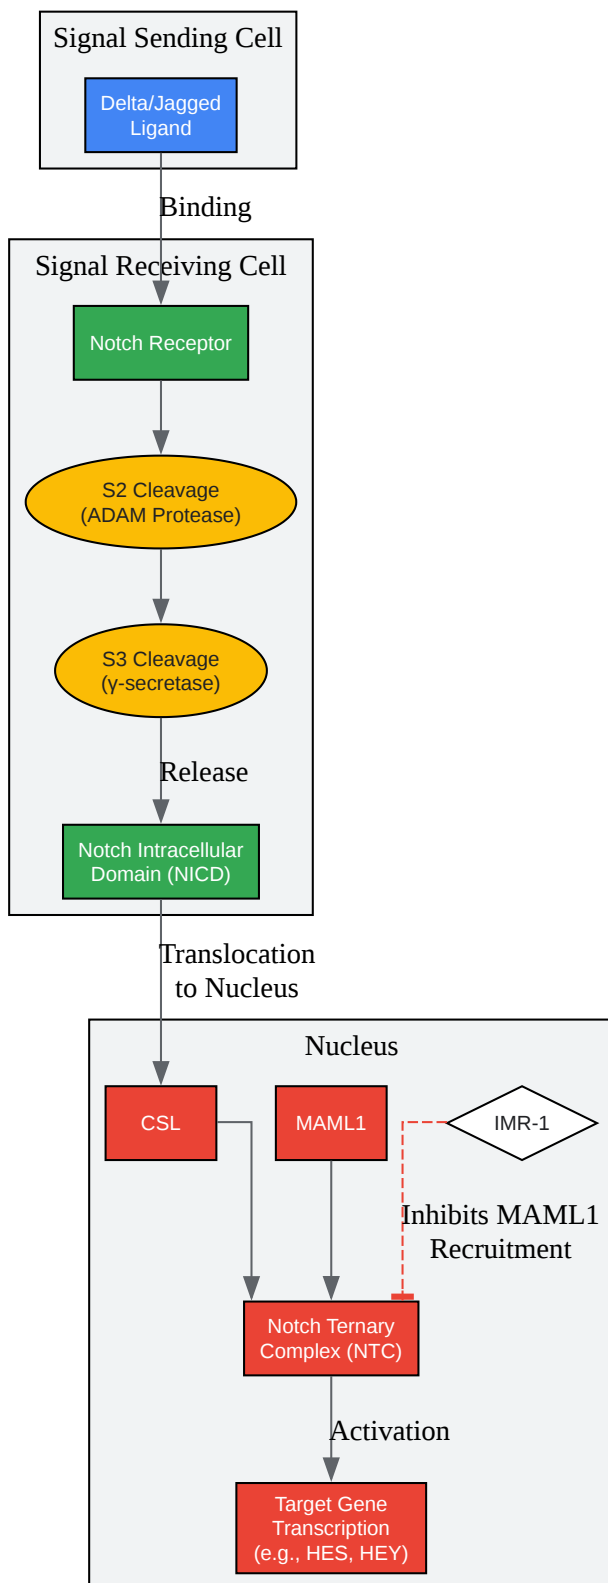 Signal Sending Cell
Delta/Jagged
Ligand
Binding
Signal Receiving Cell
Notch Receptor
S2 Cleavage
(ADAM Protease)
S3 Cleavage
(γ-secretase)
Release
Notch Intracellular
Domain (NICD)
Translocation
to Nucleus
Nucleus
CSL
MAML1
IMR-1
Inhibits MAML1
Recruitment
Notch Ternary
Complex (NTC)
Activation
Target Gene
Transcription
(e.g., HES, HEY)